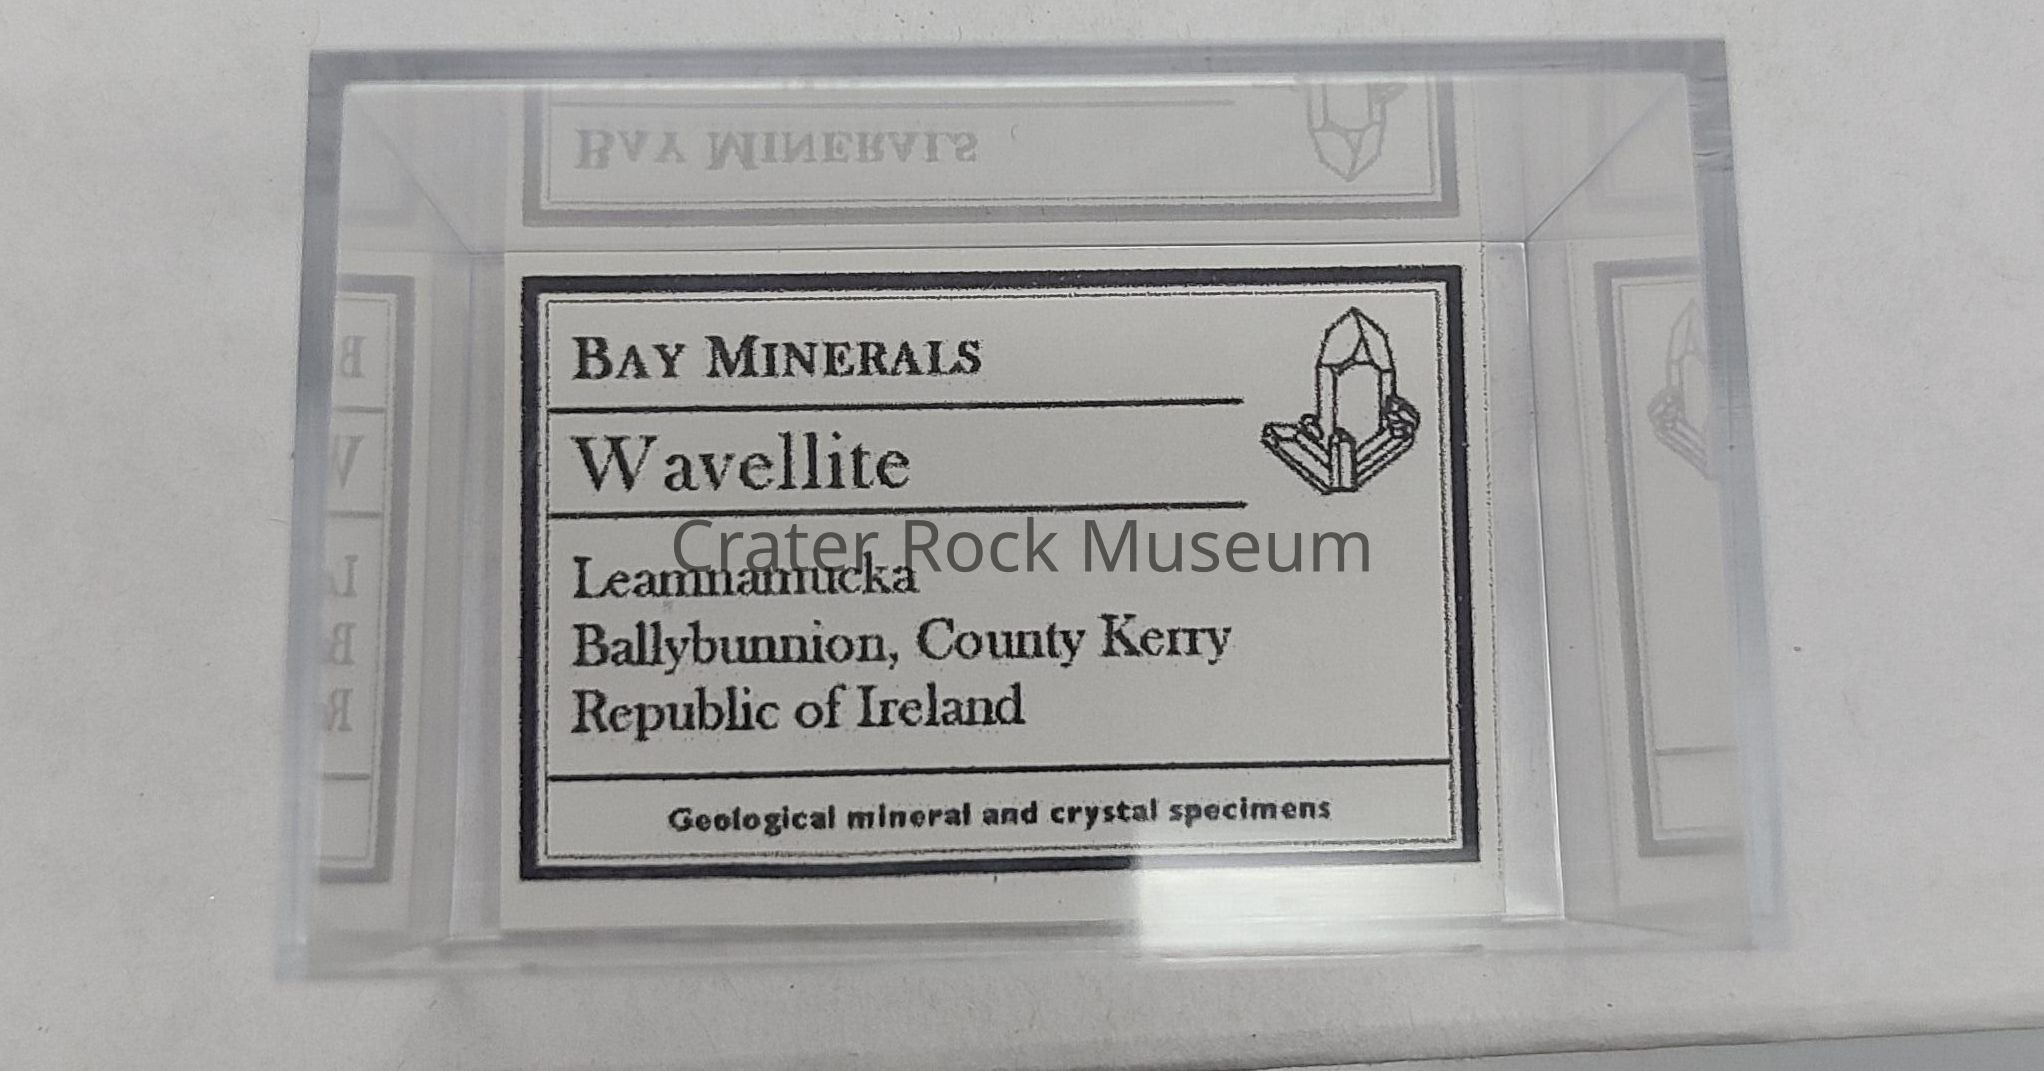 BAY MINERALS
Wavellite
Crater Rock Museum
Leamnamucka
Ballybunnion, County Kerry
Republic of Ireland
Geological mineral and crystal specimens